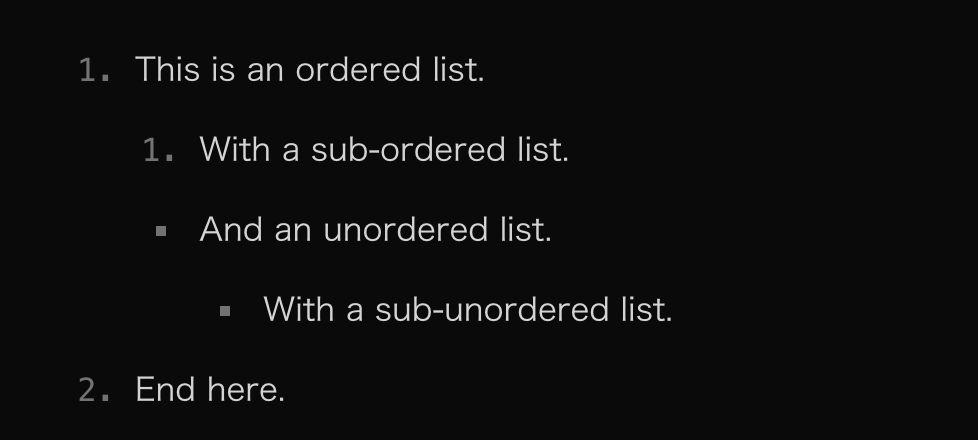 1. This is an ordered list.
1. With a sub-ordered list.
▪ And an unordered list.
▪ With a sub-unordered list.
2. End here.